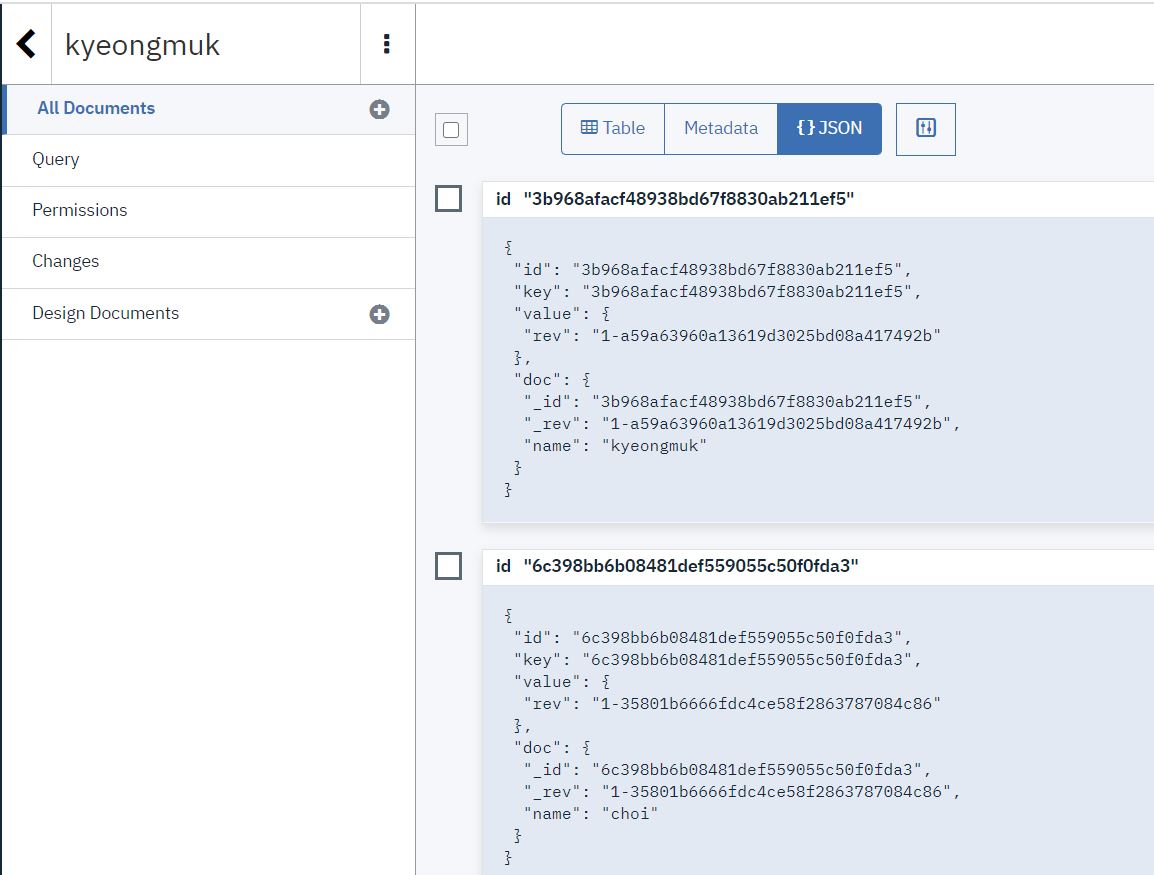 kyeongmuk
All Documents
Query
Permissions
Changes
Design Documents
Table Metadata {} JSON
id "3b968afacf48938bd67f8830ab211ef5"
{
"id": "3b968afacf48938bd67f8830ab211ef5",
"key": "3b968afacf48938bd67f8830ab211ef5",
"value": {
"rev": "1-a59a63960a13619d3025bd08a417492b"
},
"doc": {
"_id": "3b968afacf48938bd67f8830ab211ef5",
"_rev": "1-a59a63960a13619d3025bd08a417492b",
"name": "kyeongmuk"
}
}
id "6c398bb6b08481def559055c50f0fda3"
{
"id": "6c398bb6b08481def559055c50f0fda3",
"key": "6c398bb6b08481def559055c50f0fda3",
"value": {
"rev": "1-35801b6666fdc4ce58f2863787084c86"
},
"doc": {
"_id": "6c398bb6b08481def559055c50f0fda3",
"_rev": "1-35801b6666fdc4ce58f2863787084c86",
"name": "choi"
}
}